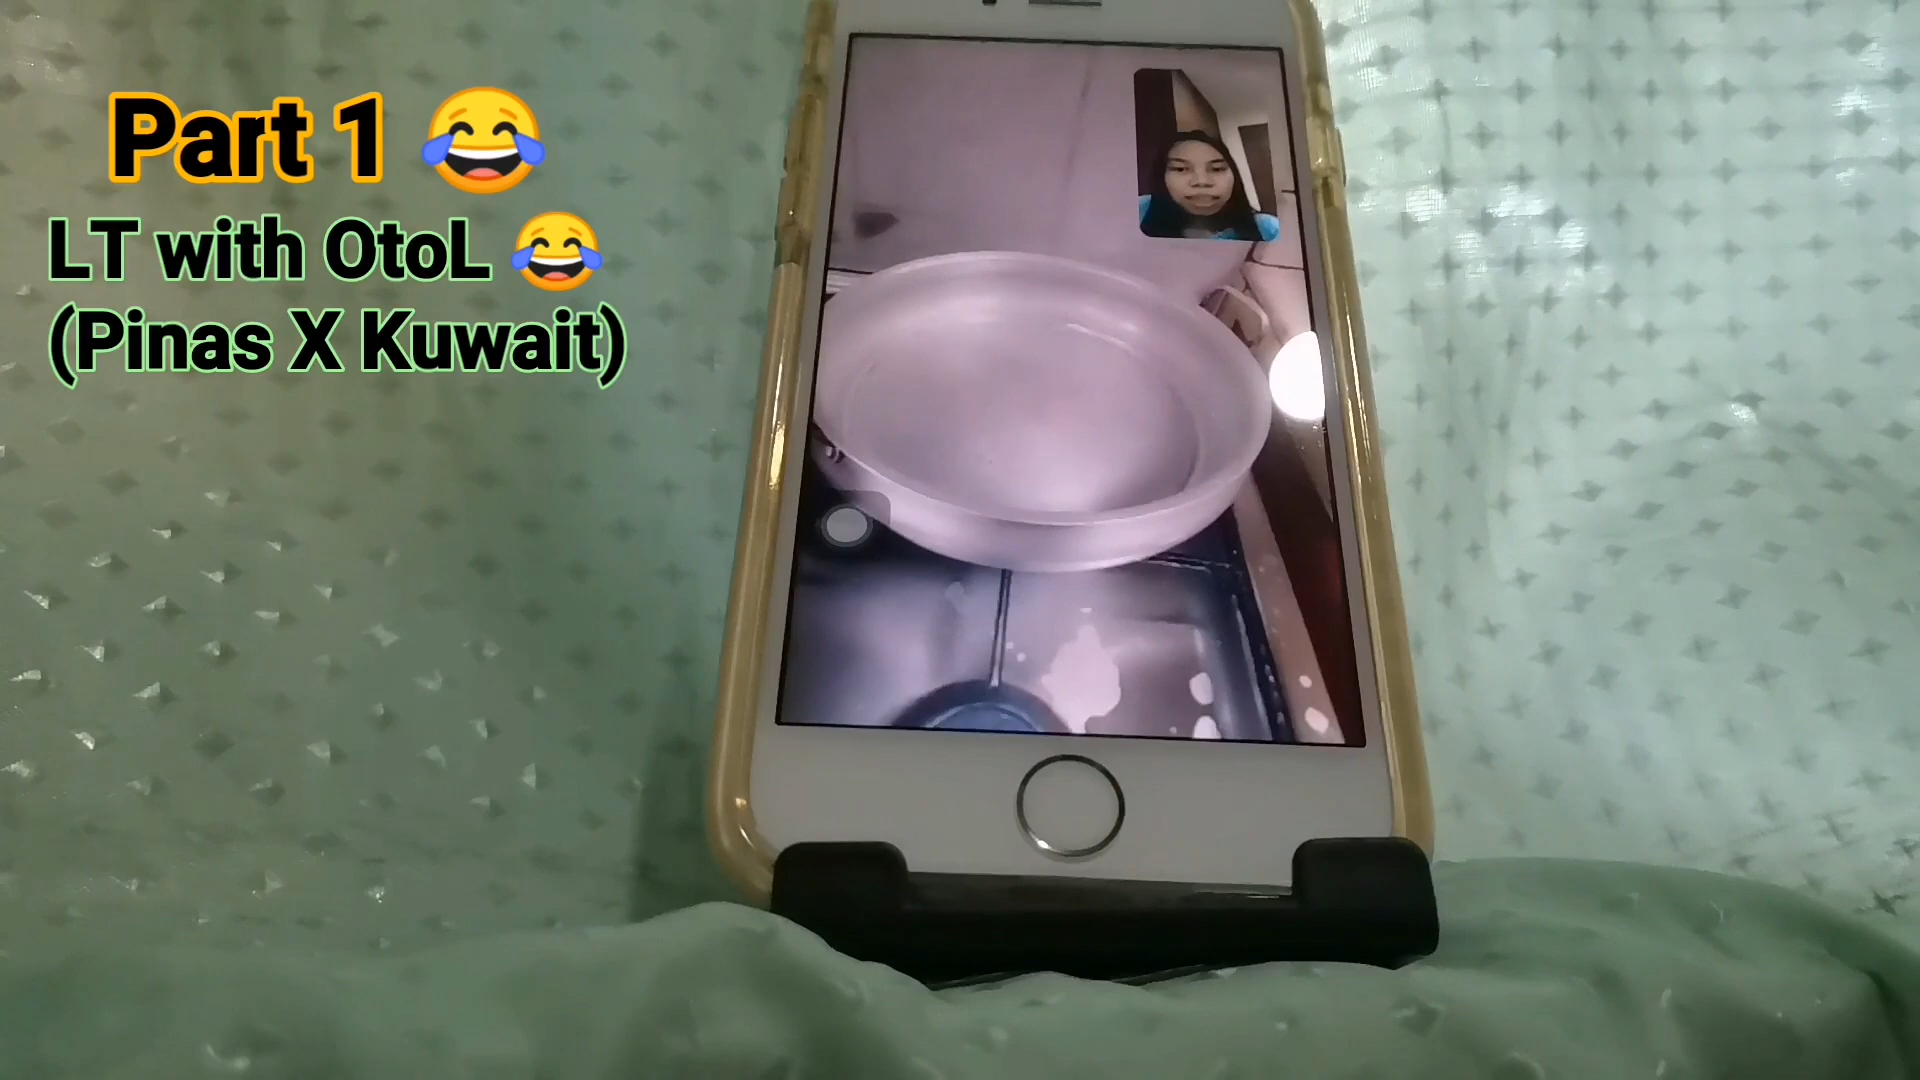 Part 1 😂
LT with OtoL 😂
(Pinas X Kuwait)